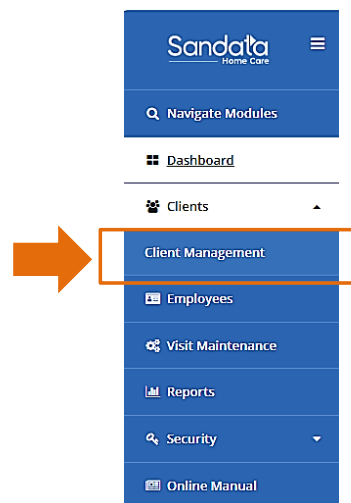 Sandata
Home Care
Navigate Modules
Dashboard
Clients
Client Management
Employees
Visit Maintenance
Reports
Security
Online Manual